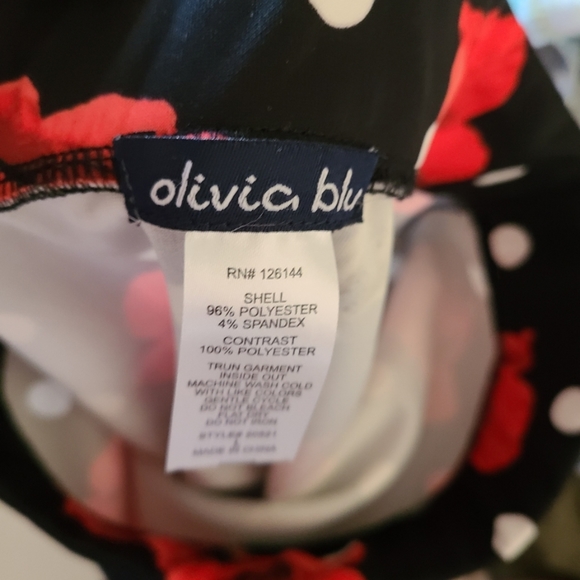 olivia blu
RN# 126144
SHELL
96% POLYESTER
4% SPANDEX
CONTRAST
100% POLYESTER
TRUN GARMENT
INSIDE OUT
MACHINE WASH COLD
WITH LIKE COLORS
GENTLE CYCLE
DO NOT BLEACH
FLAT DRY
DO NOT IRON
STYLE#
MADE IN CHINA